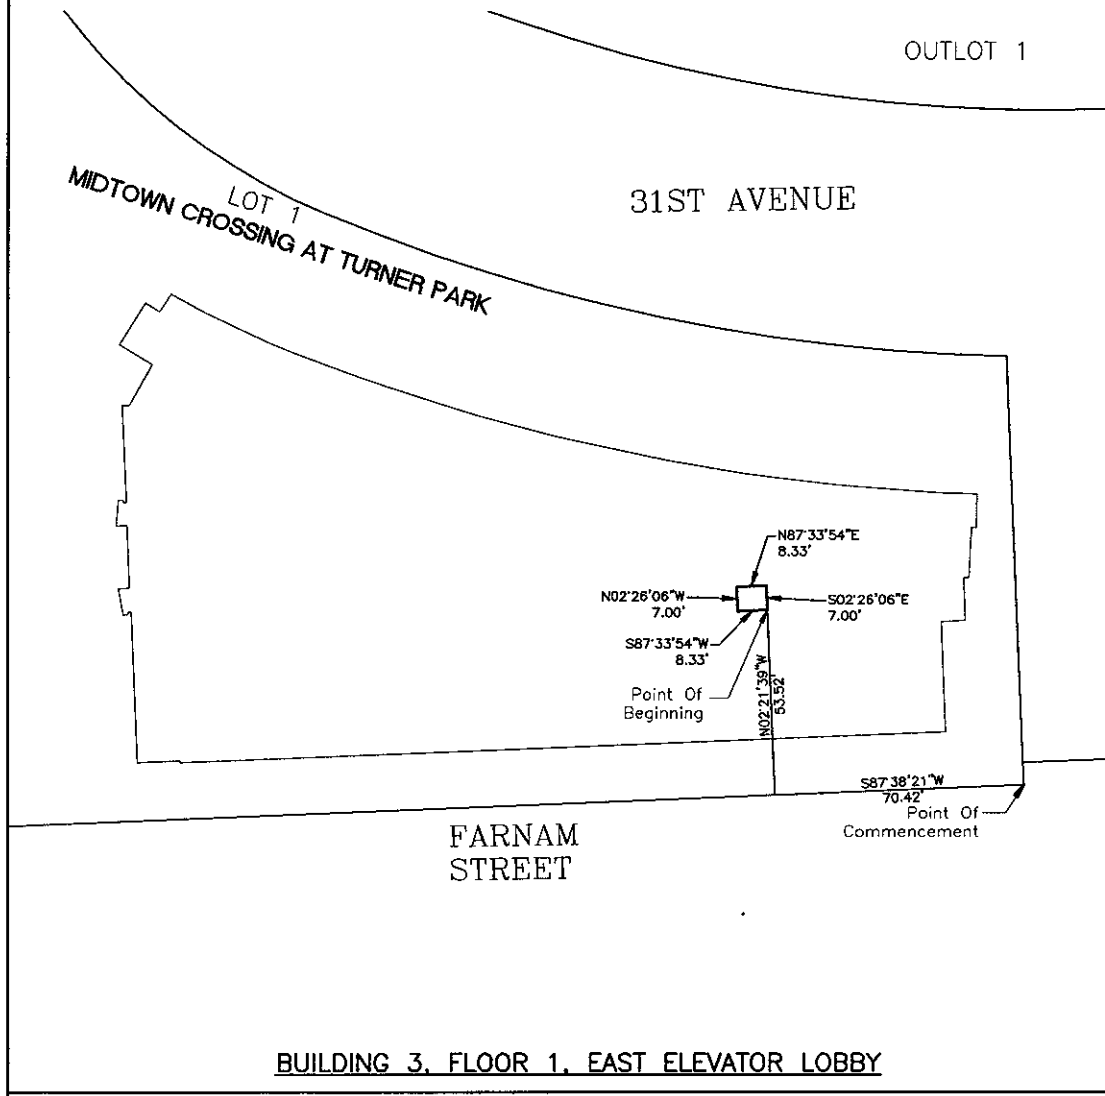 OUTLOT 1
31ST AVENUE
LOT 1
MIDTOWN CROSSING AT TURNER PARK
N87°33'54"E
8.33'
N02°26'06"W
7.00'
S02°26'06"E
7.00'
S87°33'54"W
8.33'
Point Of
Beginning
N02°21'39"W
53.52'
S87°38'21"W
70.42'
Point Of
Commencement
FARNAM
STREET
BUILDING 3, FLOOR 1, EAST ELEVATOR LOBBY